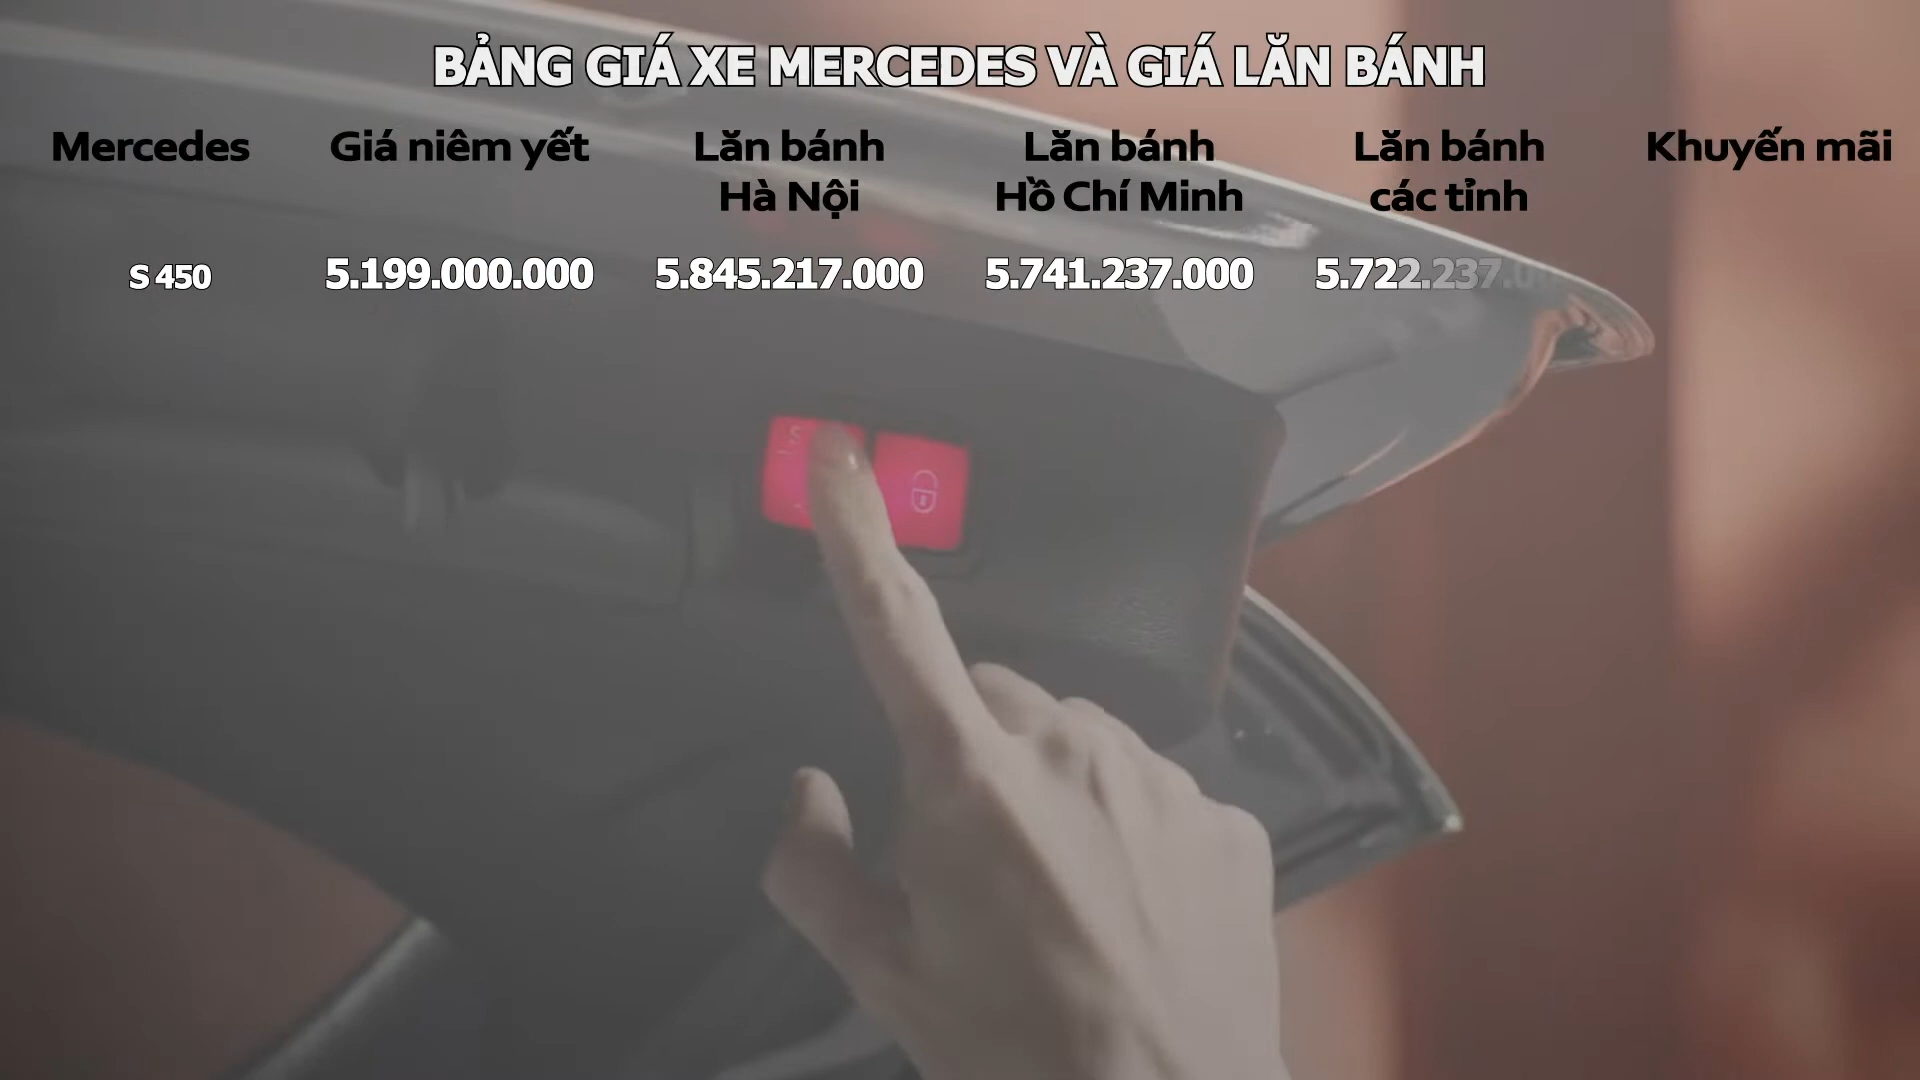 BẢNG GIÁ XE MERCEDES VÀ GIÁ LĂN BÁNH
Mercedes Giá niêm yết Lăn bánh Hà Nội Lăn bánh Hồ Chí Minh Lăn bánh các tỉnh Khuyến mãi
S 450 5.199.000.000 5.845.217.000 5.741.237.000